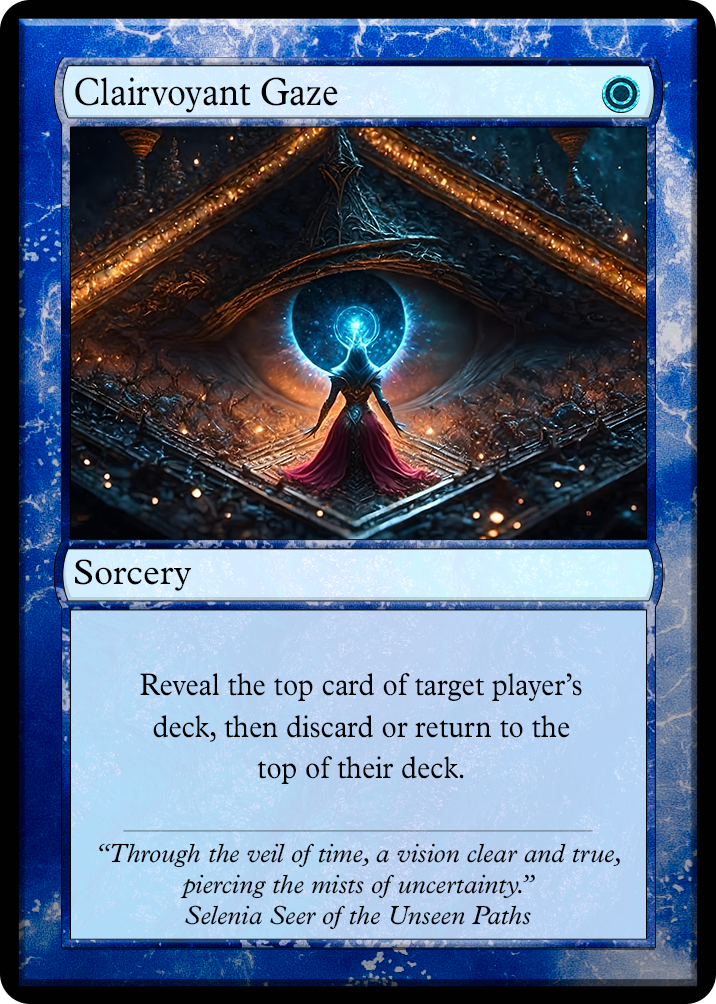 Clairvoyant Gaze
Sorcery
Reveal the top card of target player’s
deck, then discard or return to the
top of their deck.
“Through the veil of time, a vision clear and true,
piercing the mists of uncertainty.”
Selenia Seer of the Unseen Paths